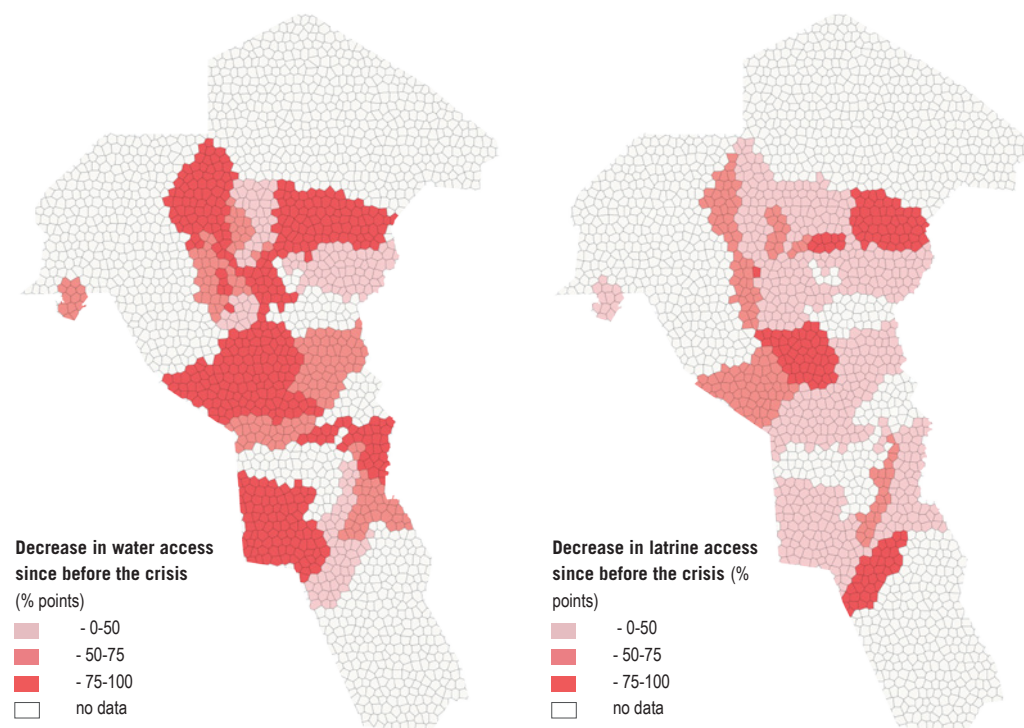 Decrease in water access
since before the crisis
(% points)
- 0-50
- 50-75
- 75-100
no data
Decrease in latrine access
since before the crisis (%
points)
- 0-50
- 50-75
- 75-100
no data